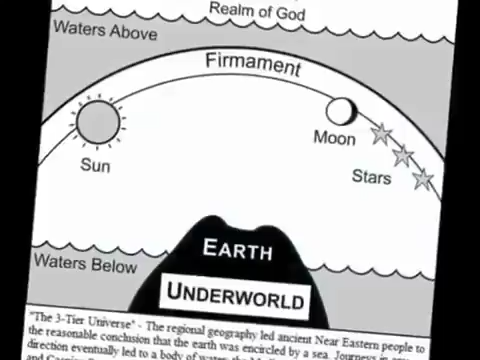 Realm of God
Waters Above
Firmament
Moon
Sun
Stars
EARTH
Waters Below
UNDERWORLD
"The 3-Tier Universe" - The regional geography led ancient Near Eastern people to
the reasonable conclusion that the earth was encircled by a sea. Journeys in any
direction eventually led to a body of water: the